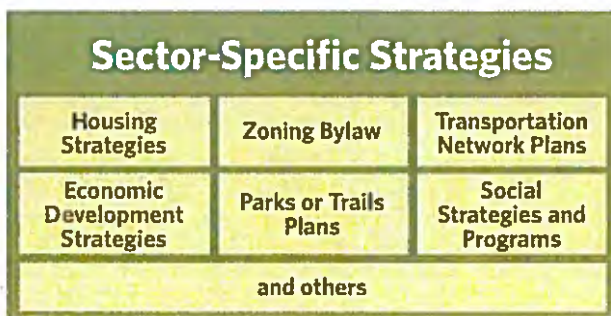 Sector-Specific Strategies
Housing
Strategies
Zoning Bylaw
Transportation
Network Plans
Economic
Development
Strategies
Parks or Trails
Plans
Social
Strategies and
Programs
and others